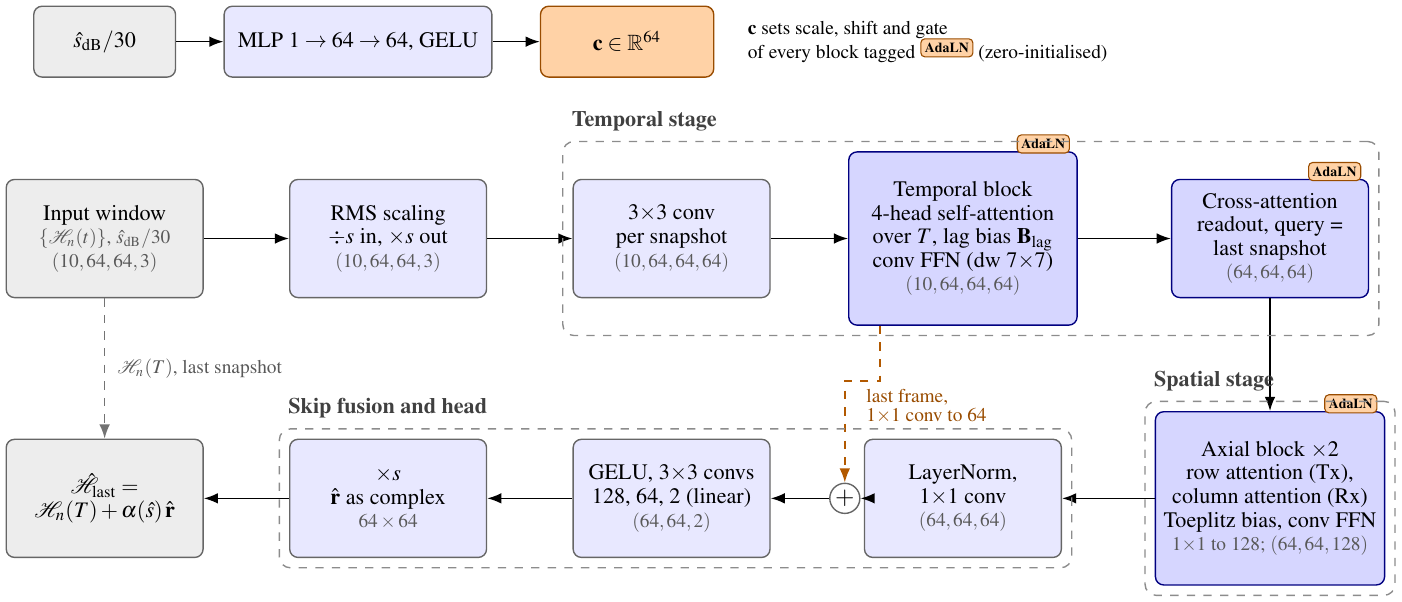 ŝ_dB/30
MLP 1 → 64 → 64, GELU
c ∈ ℝ^64
c sets scale, shift and gate
of every block tagged AdaLN (zero-initialised)
Temporal stage
Input window
{ℋ_n(t)}, ŝ_dB/30
(10,64,64,3)
RMS scaling
÷s in, ×s out
(10,64,64,3)
3×3 conv
per snapshot
(10,64,64,64)
AdaLN
Temporal block
4-head self-attention
over T, lag bias B_lag
conv FFN (dw 7×7)
(10,64,64,64)
AdaLN
Cross-attention
readout, query =
last snapshot
(64,64,64)
ℋ_n(T), last snapshot
last frame,
1×1 conv to 64
Spatial stage
AdaLN
Axial block ×2
row attention (Tx),
column attention (Rx)
Toeplitz bias, conv FFN
1×1 to 128; (64,64,128)
Skip fusion and head
LayerNorm,
1×1 conv
(64,64,64)
+
GELU, 3×3 convs
128, 64, 2 (linear)
(64,64,2)
×s
r̂ as complex
64×64
ℋ̂_last =
ℋ_n(T) + α(ŝ) r̂